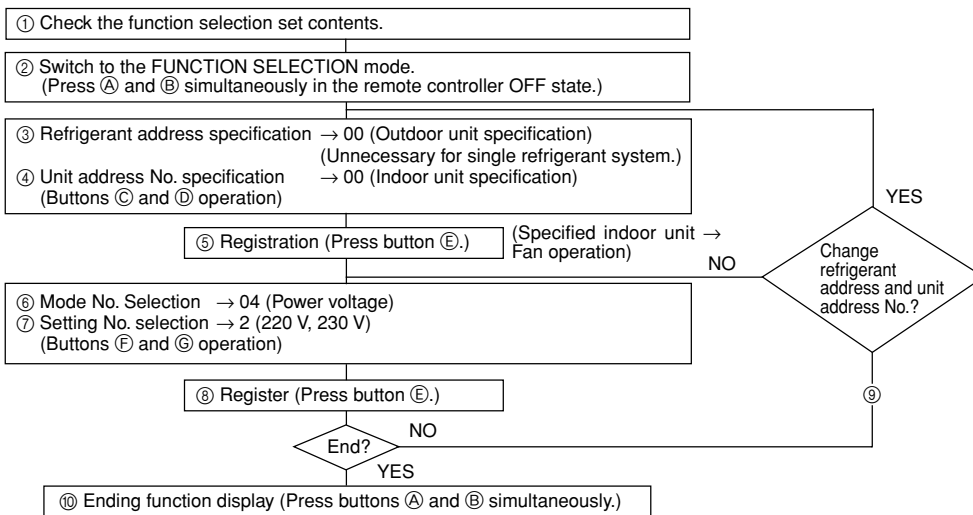 ① Check the function selection set contents.
② Switch to the FUNCTION SELECTION mode.
(Press Ⓐ and Ⓑ simultaneously in the remote controller OFF state.)
③ Refrigerant address specification → 00 (Outdoor unit specification)
(Unnecessary for single refrigerant system.)
④ Unit address No. specification → 00 (Indoor unit specification)
(Buttons Ⓒ and Ⓓ operation)
YES
⑤ Registration (Press button Ⓔ.)
(Specified indoor unit →
Fan operation)
NO
Change
refrigerant
address and unit
address No.?
⑥ Mode No. Selection → 04 (Power voltage)
⑦ Setting No. selection → 2 (220 V, 230 V)
(Buttons Ⓕ and Ⓖ operation)
⑧ Register (Press button Ⓔ.)
⑨
End?
NO
YES
⑩ Ending function display (Press buttons Ⓐ and Ⓑ simultaneously.)